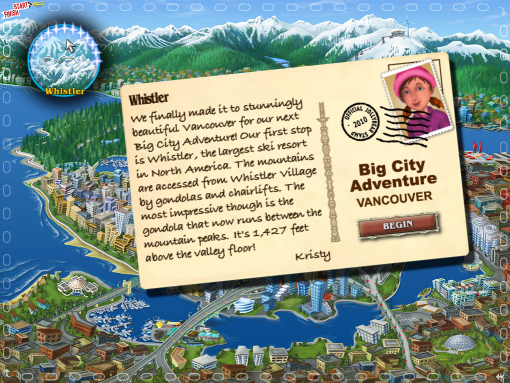 START
FINISH
Whistler
Whistler
We finally made it to stunningly
beautiful Vancouver for our next
Big City Adventure! Our first stop
is Whistler, the largest ski resort
in North America. The mountains
are accessed from Whistler Village
by gondolas and chairlifts. The
most impressive though is the
gondola that now runs between the
mountain peaks. It's 1,427 feet
above the valley floor!
Kristy
OFFICIAL JOLLYBEAR STAMP
2010
Big City
Adventure
VANCOUVER
BEGIN